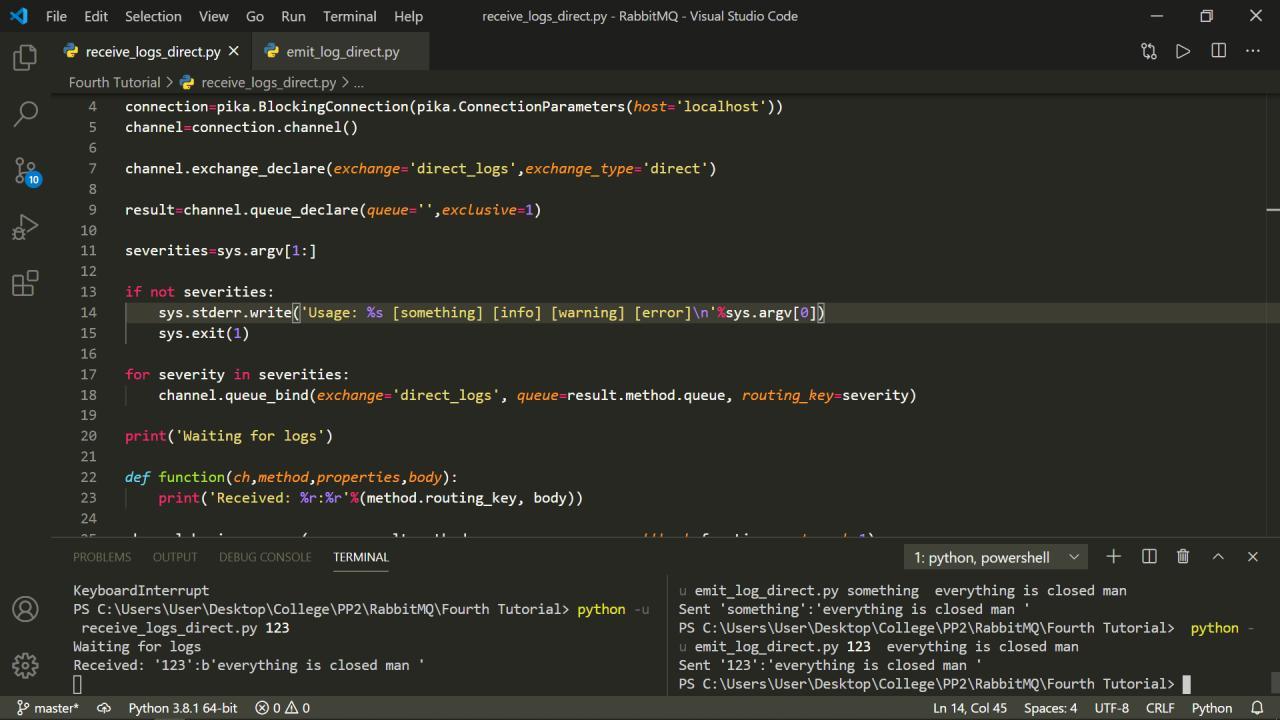 File Edit Selection View Go Run Terminal Help receive_logs_direct.py - RabbitMQ - Visual Studio Code
receive_logs_direct.py emit_log_direct.py
Fourth Tutorial > receive_logs_direct.py > ...
4 connection=pika.BlockingConnection(pika.ConnectionParameters(host='localhost'))
5 channel=connection.channel()
6
7 channel.exchange_declare(exchange='direct_logs',exchange_type='direct')
8
9 result=channel.queue_declare(queue='',exclusive=1)
10
11 severities=sys.argv[1:]
12
13 if not severities:
14 sys.stderr.write('Usage: %s [something] [info] [warning] [error]\n'%sys.argv[0])
15 sys.exit(1)
16
17 for severity in severities:
18 channel.queue_bind(exchange='direct_logs', queue=result.method.queue, routing_key=severity)
19
20 print('Waiting for logs')
21
22 def function(ch,method,properties,body):
23 print('Received: %r:%r'%(method.routing_key, body))
24
10
PROBLEMS OUTPUT DEBUG CONSOLE TERMINAL 1: python, powershell
KeyboardInterrupt
PS C:\Users\User\Desktop\College\PP2\RabbitMQ\Fourth Tutorial> python -u
receive_logs_direct.py 123
Waiting for logs
Received: '123':b'everything is closed man '
u emit_log_direct.py something  everything is closed man
Sent 'something':'everything is closed man '
PS C:\Users\User\Desktop\College\PP2\RabbitMQ\Fourth Tutorial>  python -
u emit_log_direct.py 123  everything is closed man
Sent '123':'everything is closed man '
PS C:\Users\User\Desktop\College\PP2\RabbitMQ\Fourth Tutorial>
master* Python 3.8.1 64-bit 0 0 Ln 14, Col 45 Spaces: 4 UTF-8 CRLF Python